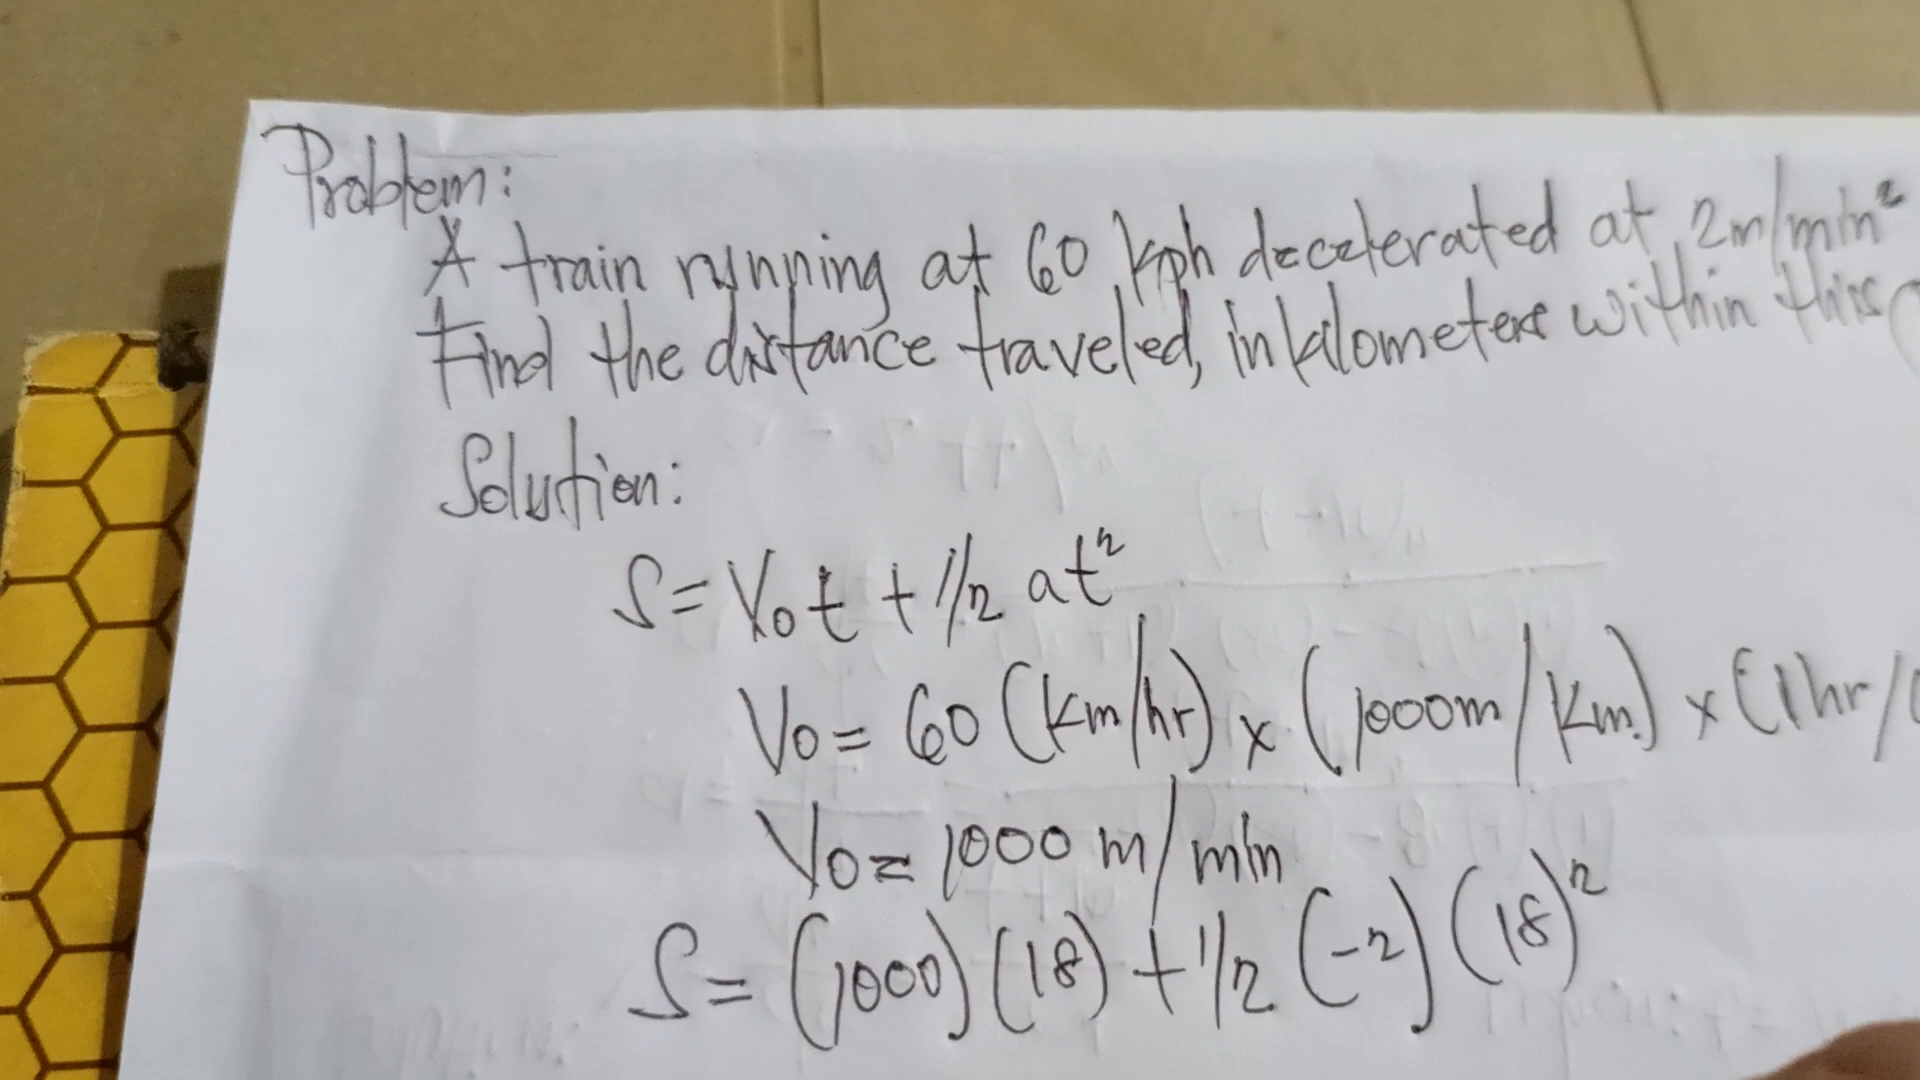 Problem:
A train running at 60 kph decelerated at 2m/min²
Find the distance traveled, in kilometers within this
Solution:
S = Vot + 1/2 at²
Vo = 60 (km/hr) x (1000m/km) x (1hr/
Vo = 1000 m/min
S = (1000)(18) + 1/2 (-2) (18)²